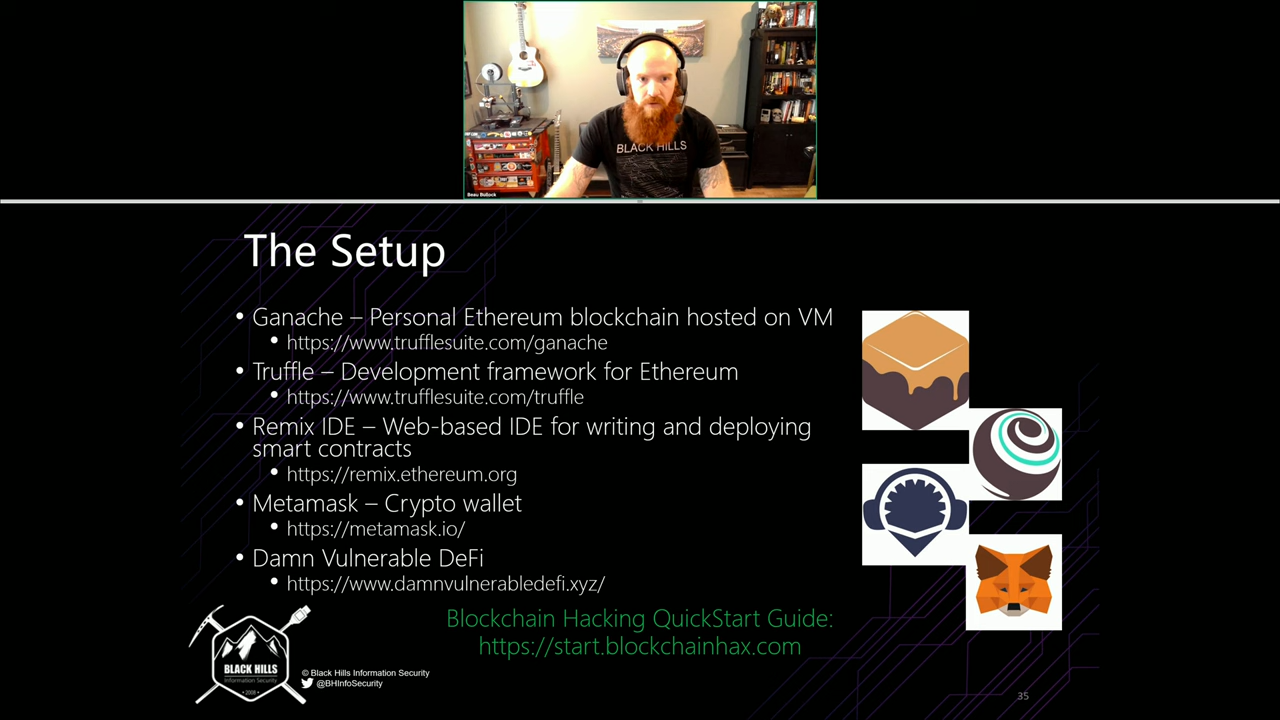 BLACK HILLS
Beau Bullock
The Setup
• Ganache – Personal Ethereum blockchain hosted on VM
• https://www.trufflesuite.com/ganache
• Truffle – Development framework for Ethereum
• https://www.trufflesuite.com/truffle
• Remix IDE – Web-based IDE for writing and deploying
smart contracts
• https://remix.ethereum.org
• Metamask – Crypto wallet
• https://metamask.io/
• Damn Vulnerable DeFi
• https://www.damnvulnerabledefi.xyz/
Blockchain Hacking QuickStart Guide:
https://start.blockchainhax.com
BLACK HILLS
Information Security
• 2008 •
© Black Hills Information Security
@BHInfoSecurity
35